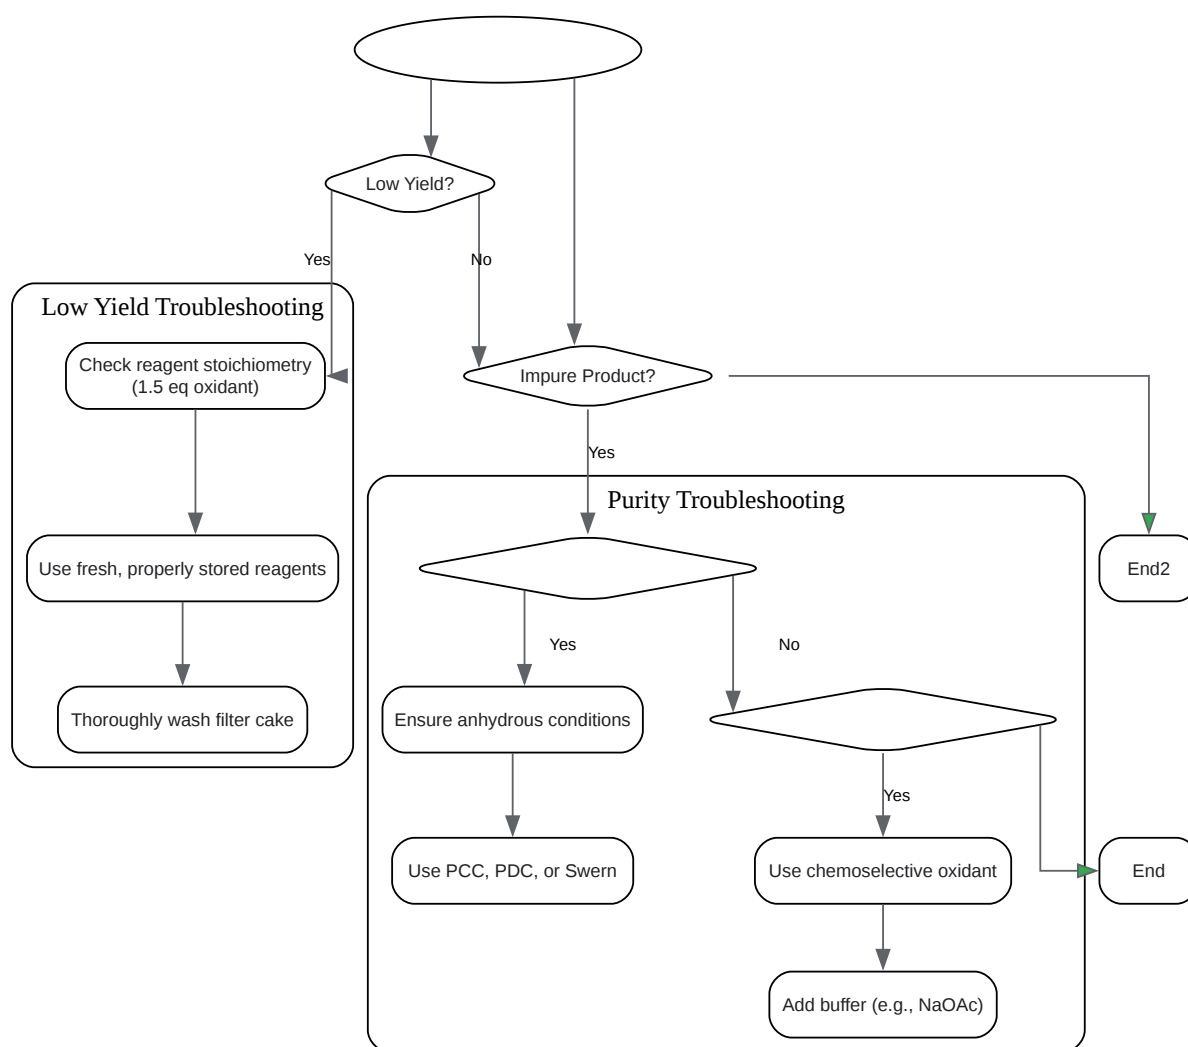 Low Yield?
Yes
No
Low Yield Troubleshooting
Check reagent stoichiometry
(1.5 eq oxidant)
Impure Product?
Yes
Purity Troubleshooting
Use fresh, properly stored reagents
End2
Yes
No
Thoroughly wash filter cake
Ensure anhydrous conditions
Yes
Use PCC, PDC, or Swern
Use chemoselective oxidant
End
Add buffer (e.g., NaOAc)